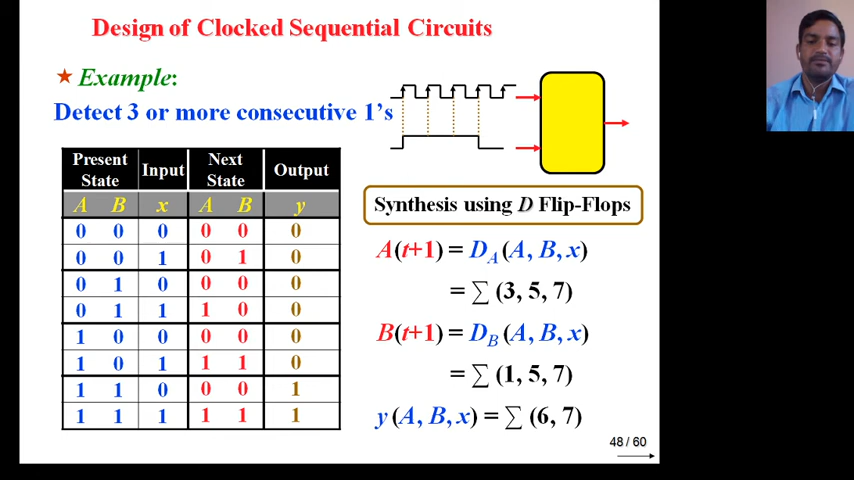 Design of Clocked Sequential Circuits
★ Example:
Detect 3 or more consecutive 1's
Present State Input Next State Output
A B x A B y
0 0 0 0 0 0
0 0 1 0 1 0
0 1 0 0 0 0
0 1 1 1 0 0
1 0 0 0 0 0
1 0 1 1 1 0
1 1 0 0 0 1
1 1 1 1 1 1
Synthesis using D Flip-Flops
A(t+1) = D_A (A, B, x)
= ∑ (3, 5, 7)
B(t+1) = D_B (A, B, x)
= ∑ (1, 5, 7)
y (A, B, x) = ∑ (6, 7)
48 / 60